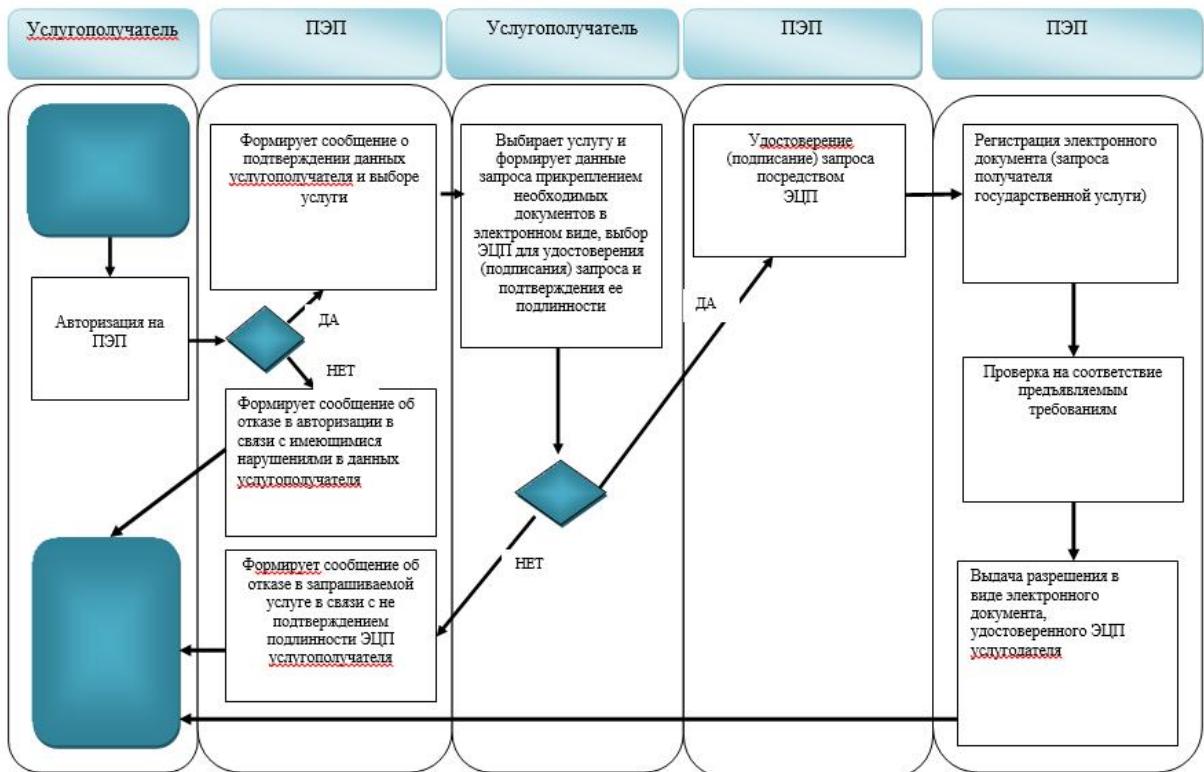 Услугополучатель
ПЭП
Услугополучатель
ПЭП
ПЭП
Авторизация на
ПЭП
Формирует сообщение о
подтверждении данных
услугополучателя и выборе
услуги
ДА
НЕТ
Формирует сообщение об
отказе в авторизации в
связи с имеющимися
нарушениями в данных
услугополучателя
Формирует сообщение об
отказе в запрашиваемой
услуге в связи с не
подтверждением
подлинности ЭЦП
услугополучателя
Выбирает услугу и
формирует данные
запроса прикреплением
необходимых
документов в
электронном виде, выбор
ЭЦП для удостоверения
(подписания) запроса и
подтверждения ее
подлинности
ДА
НЕТ
Удостоверение
(подписание) запроса
посредством
ЭЦП
Регистрация электронного
документа (запроса
получателя
государственной услуги)
Проверка на соответствие
предъявляемым
требованиям
Выдача разрешения в
виде электронного
документа,
удостоверенного ЭЦП
услугодателя